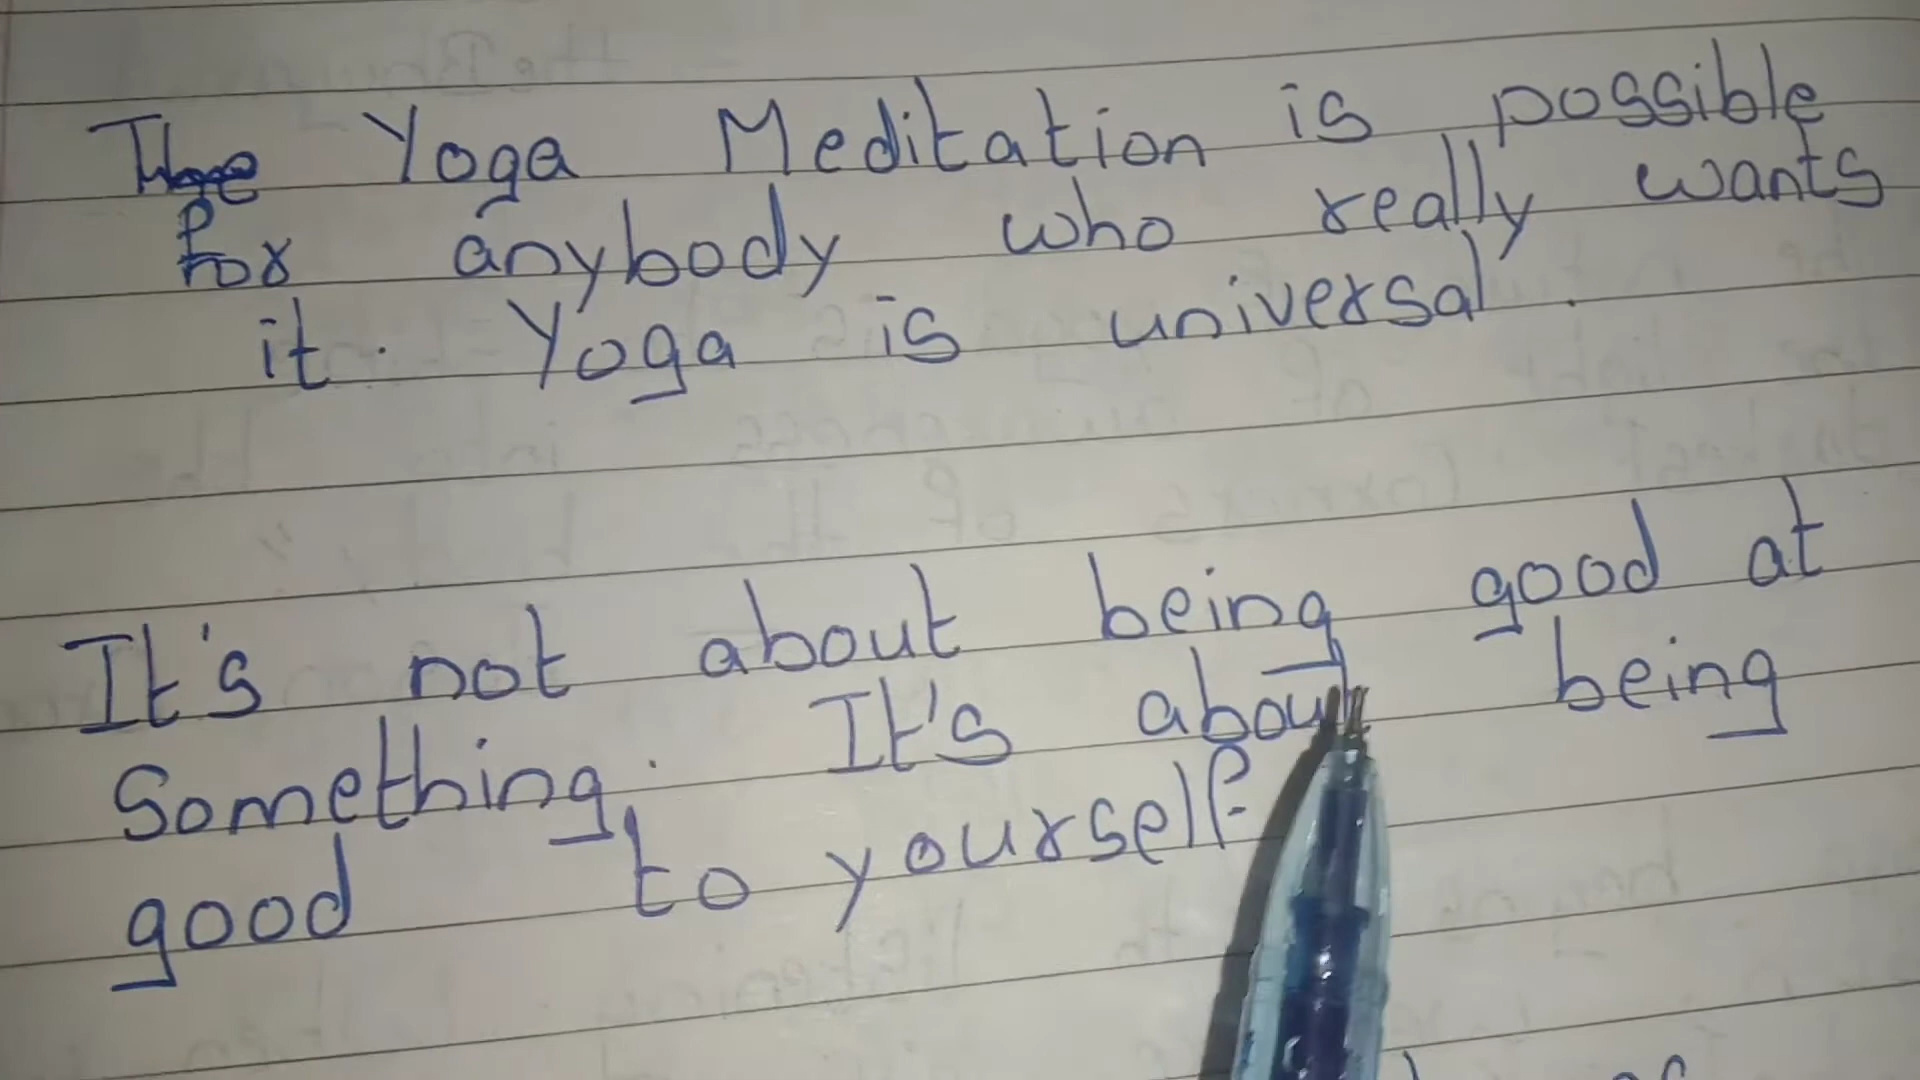 The Yoga Meditation is possible
for anybody who really wants
it. Yoga is universal.
It's not about being good at
Something. It's about being
good to yourself.